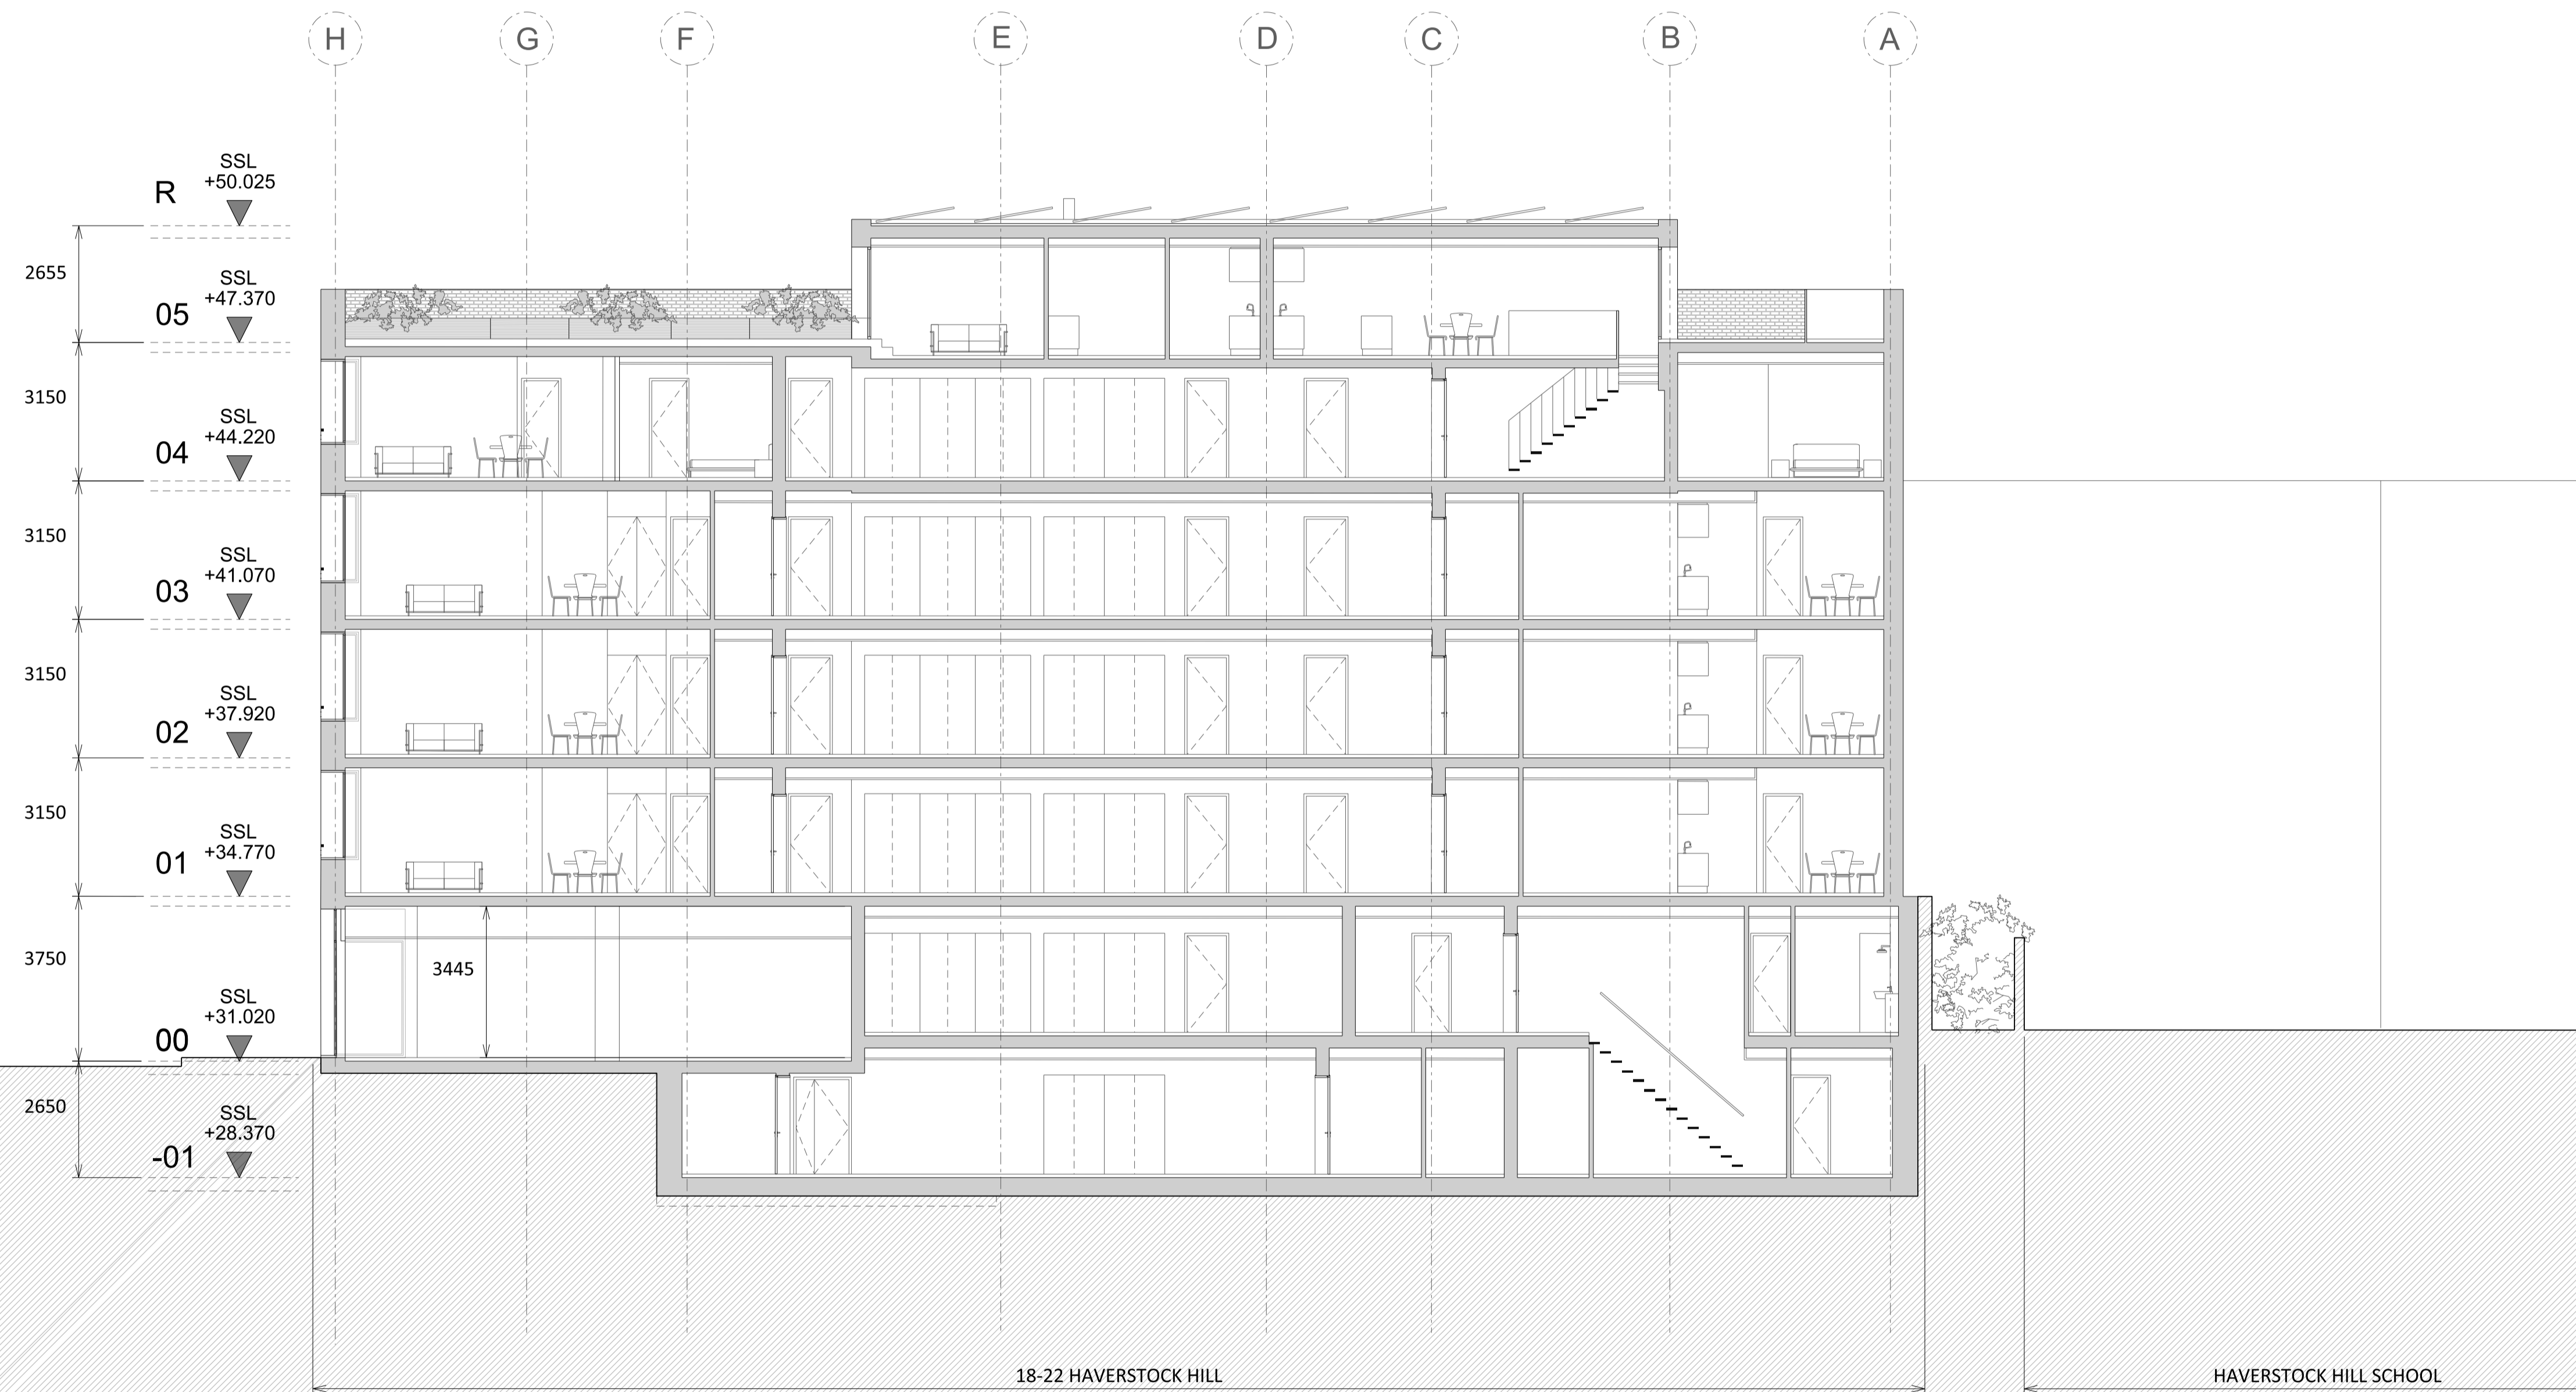 H G F E D C B A
SSL
+50.025
R
2655
SSL
+47.370
05
3150
SSL
+44.220
04
3150
SSL
+41.070
03
3150
SSL
+37.920
02
3150
SSL
+34.770
01
3750
3445
SSL
+31.020
00
2650
SSL
+28.370
-01
18-22 HAVERSTOCK HILL
HAVERSTOCK HILL SCHOOL